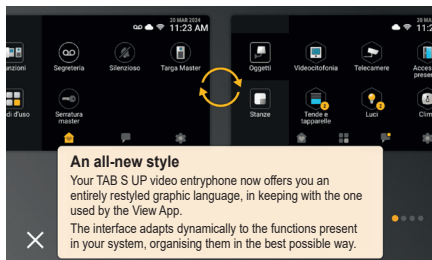 20 MAR 2024
11:23 AM
20 MAR
11:2
Segreteria
Silenzioso
Targa Master
Oggetti
Videocitofonia
Telecamere
Serratura
master
Stanze
Tende e
tapparelle
Luci
An all-new style
Your TAB S UP video entryphone now offers you an
entirely restyled graphic language, in keeping with the one
used by the View App.
The interface adapts dynamically to the functions present
in your system, organising them in the best possible way.